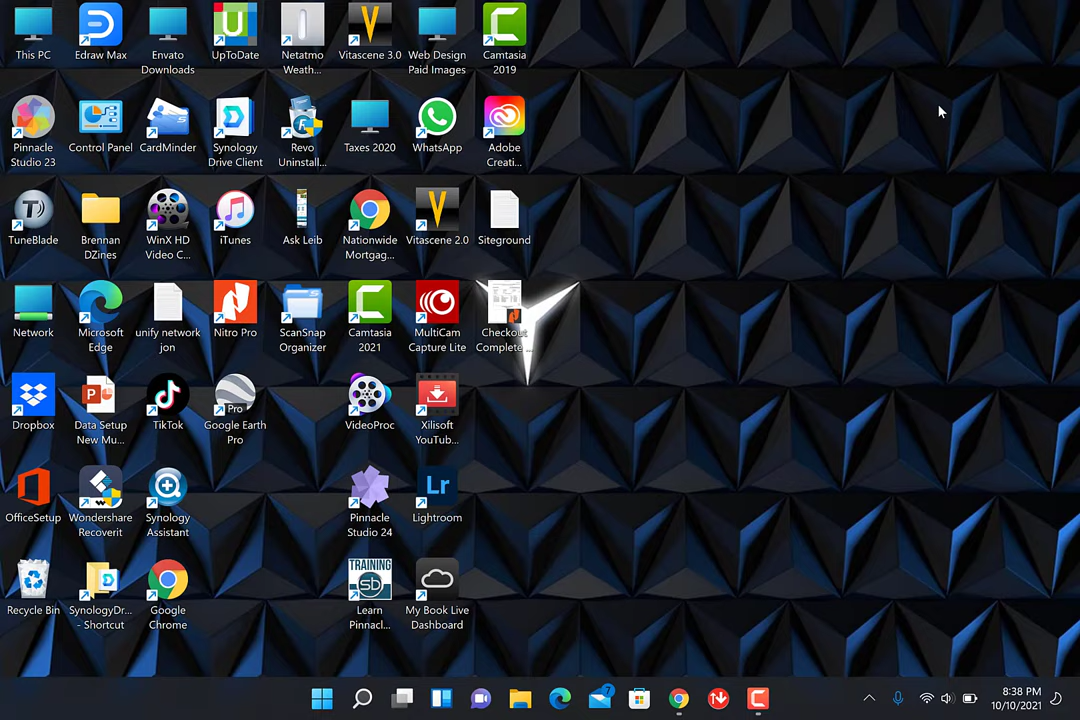 This PC
Edraw Max
Envato
Downloads
UpToDate
Netatmo
Weath...
Vitascene 3.0
Web Design
Paid Images
Camtasia
2019
Pinnacle
Studio 23
Control Panel
CardMinder
Synology
Drive Client
Revo
Uninstall...
Taxes 2020
WhatsApp
Adobe
Creati...
TuneBlade
Brennan
DZines
WinX HD
Video C...
iTunes
Ask Leib
Nationwide
Mortgag...
Vitascene 2.0
Siteground
Network
Microsoft
Edge
unify network
jon
Nitro Pro
ScanSnap
Organizer
Camtasia
2021
MultiCam
Capture Lite
Checkout
Complete ...
Dropbox
Data Setup
New Mu...
TikTok
Pro
Google Earth
Pro
VideoProc
Xilisoft
YouTub...
OfficeSetup
Wondershare
Recoverit
Synology
Assistant
Pinnacle
Studio 24
Lr
Lightroom
Recycle Bin
SynologyDr...
- Shortcut
Google
Chrome
TRAINING
sb
Learn
Pinnacl...
My Book Live
Dashboard
7
8:38 PM
10/10/2021